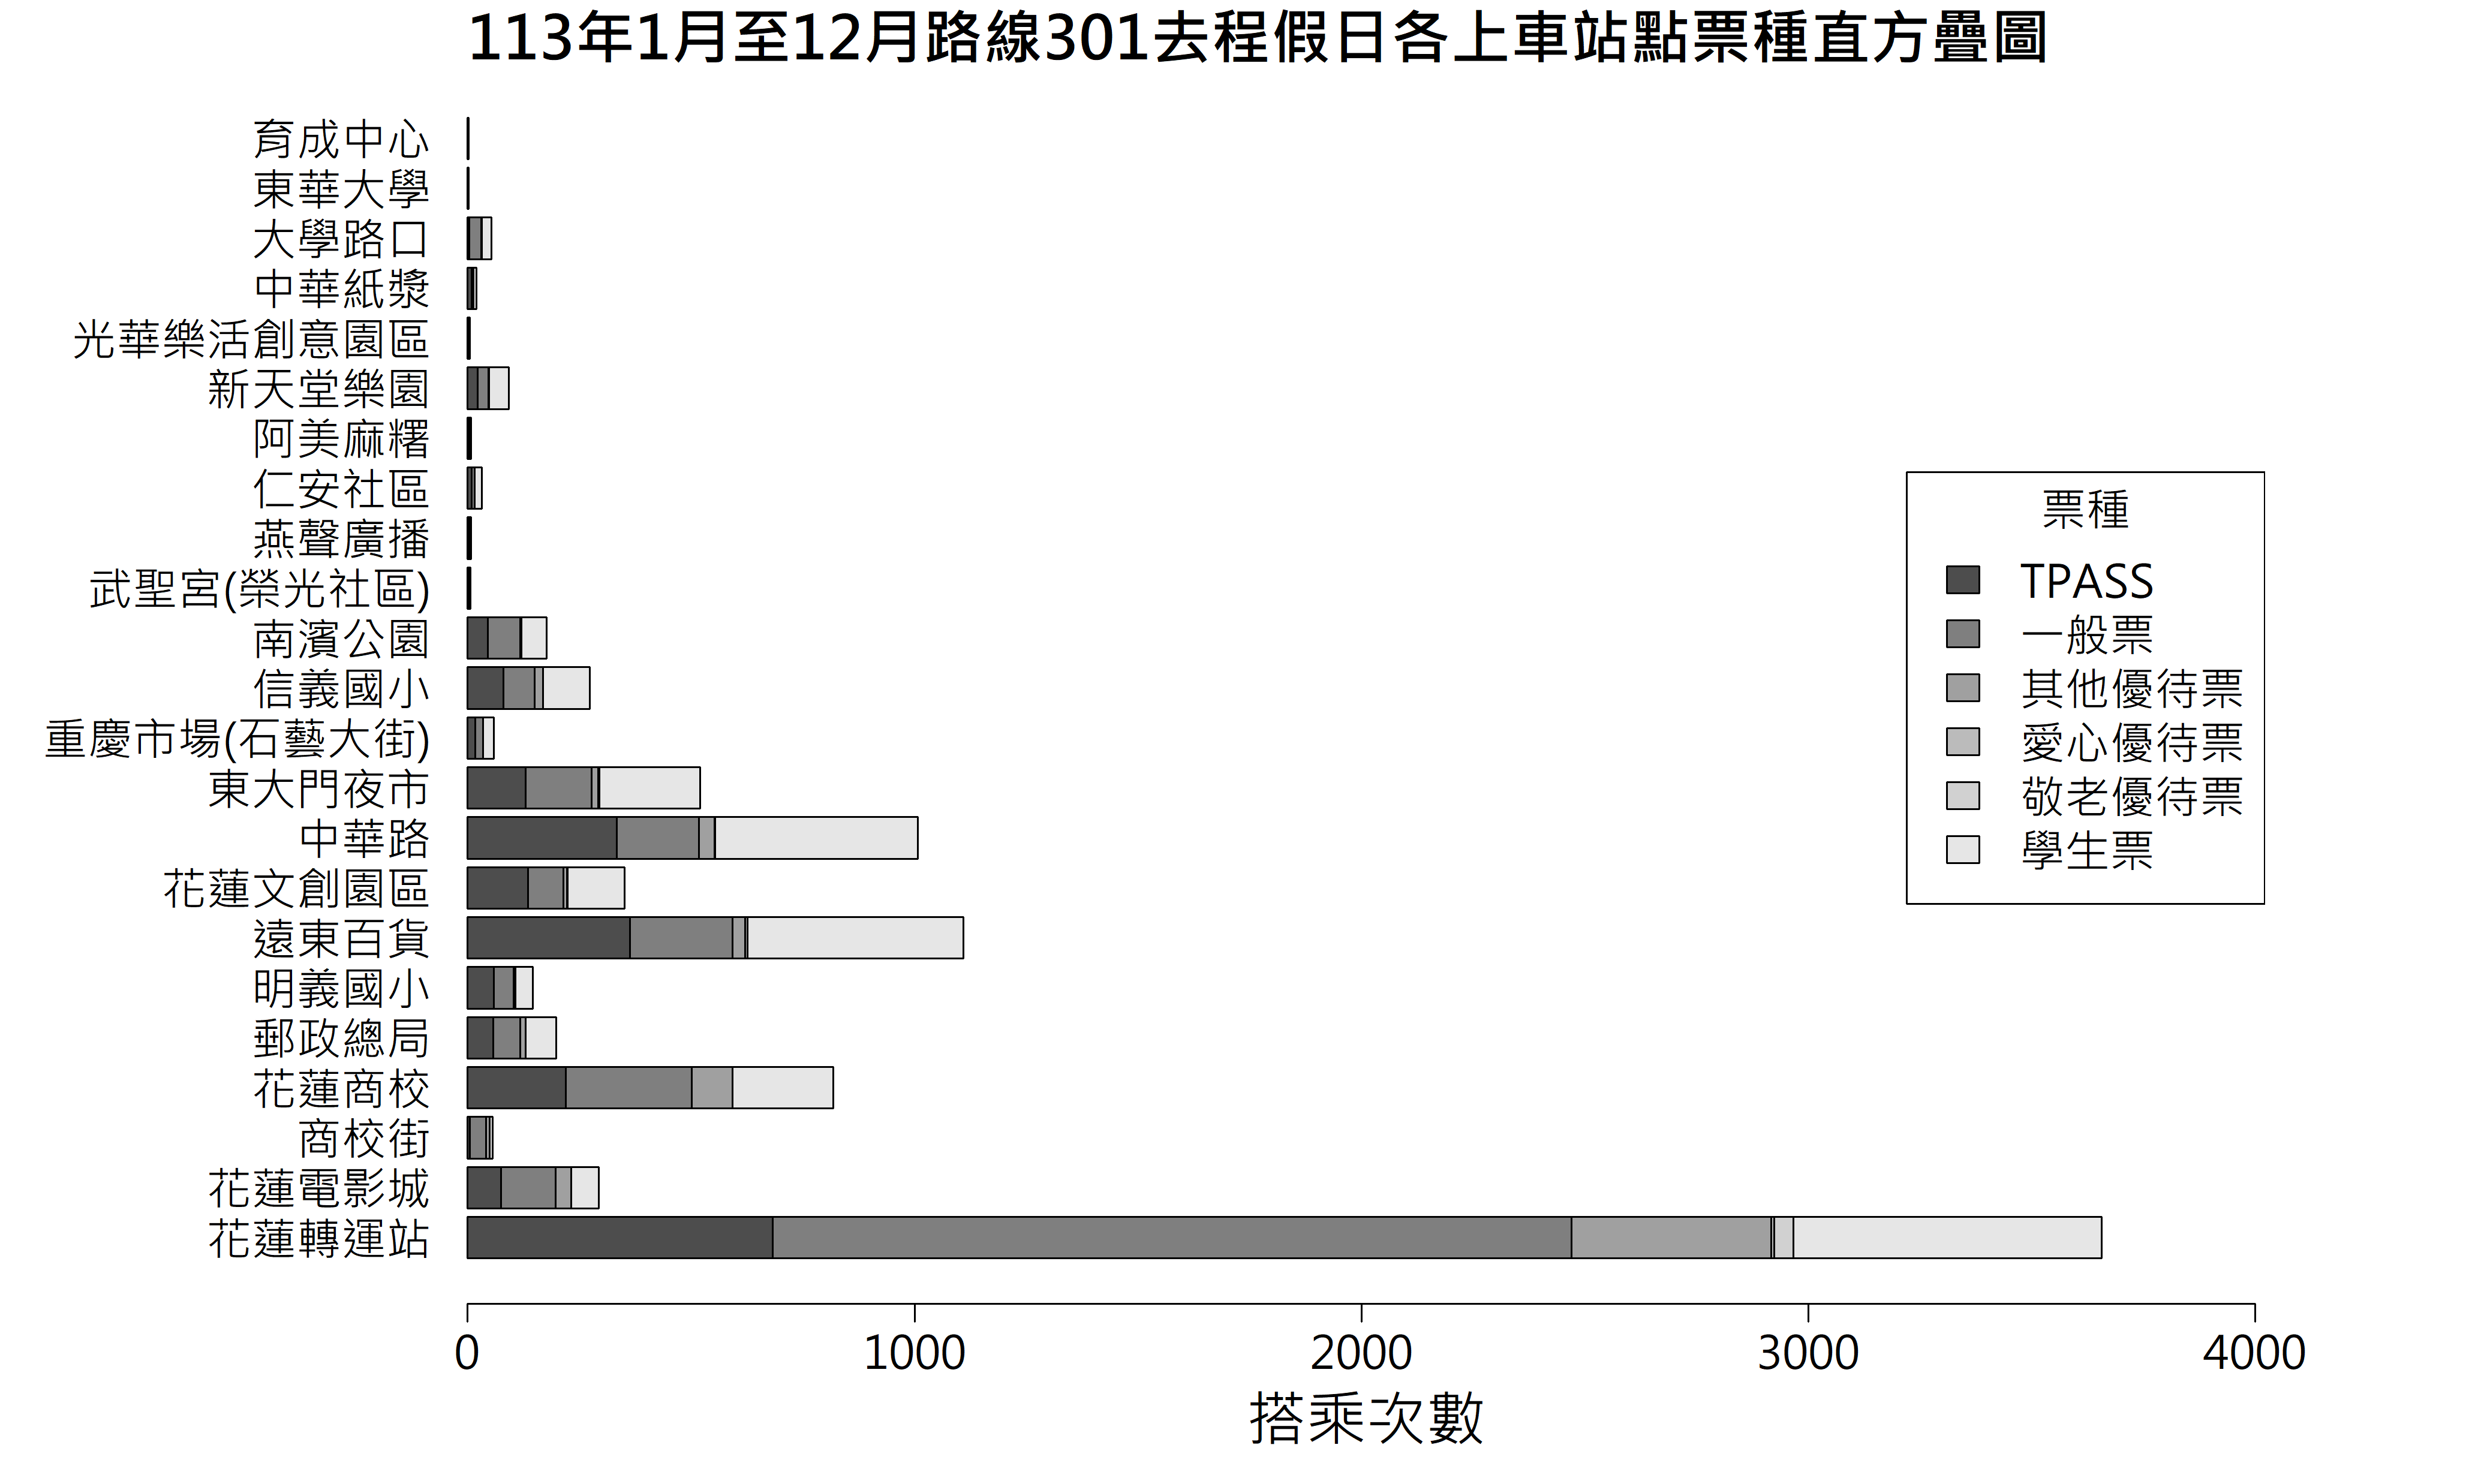 113年1月至12月路線301去程假日各上車站點票種直方疊圖
育成中心
東華大學
大學路口
中華紙漿
光華樂活創意園區
新天堂樂園
阿美麻糬
仁安社區
燕聲廣播
武聖宮(榮光社區)
南濱公園
信義國小
重慶市場(石藝大街)
東大門夜市
中華路
花蓮文創園區
遠東百貨
明義國小
郵政總局
花蓮商校
商校街
花蓮電影城
花蓮轉運站
票種
TPASS
一般票
其他優待票
愛心優待票
敬老優待票
學生票
0 1000 2000 3000 4000
搭乘次數